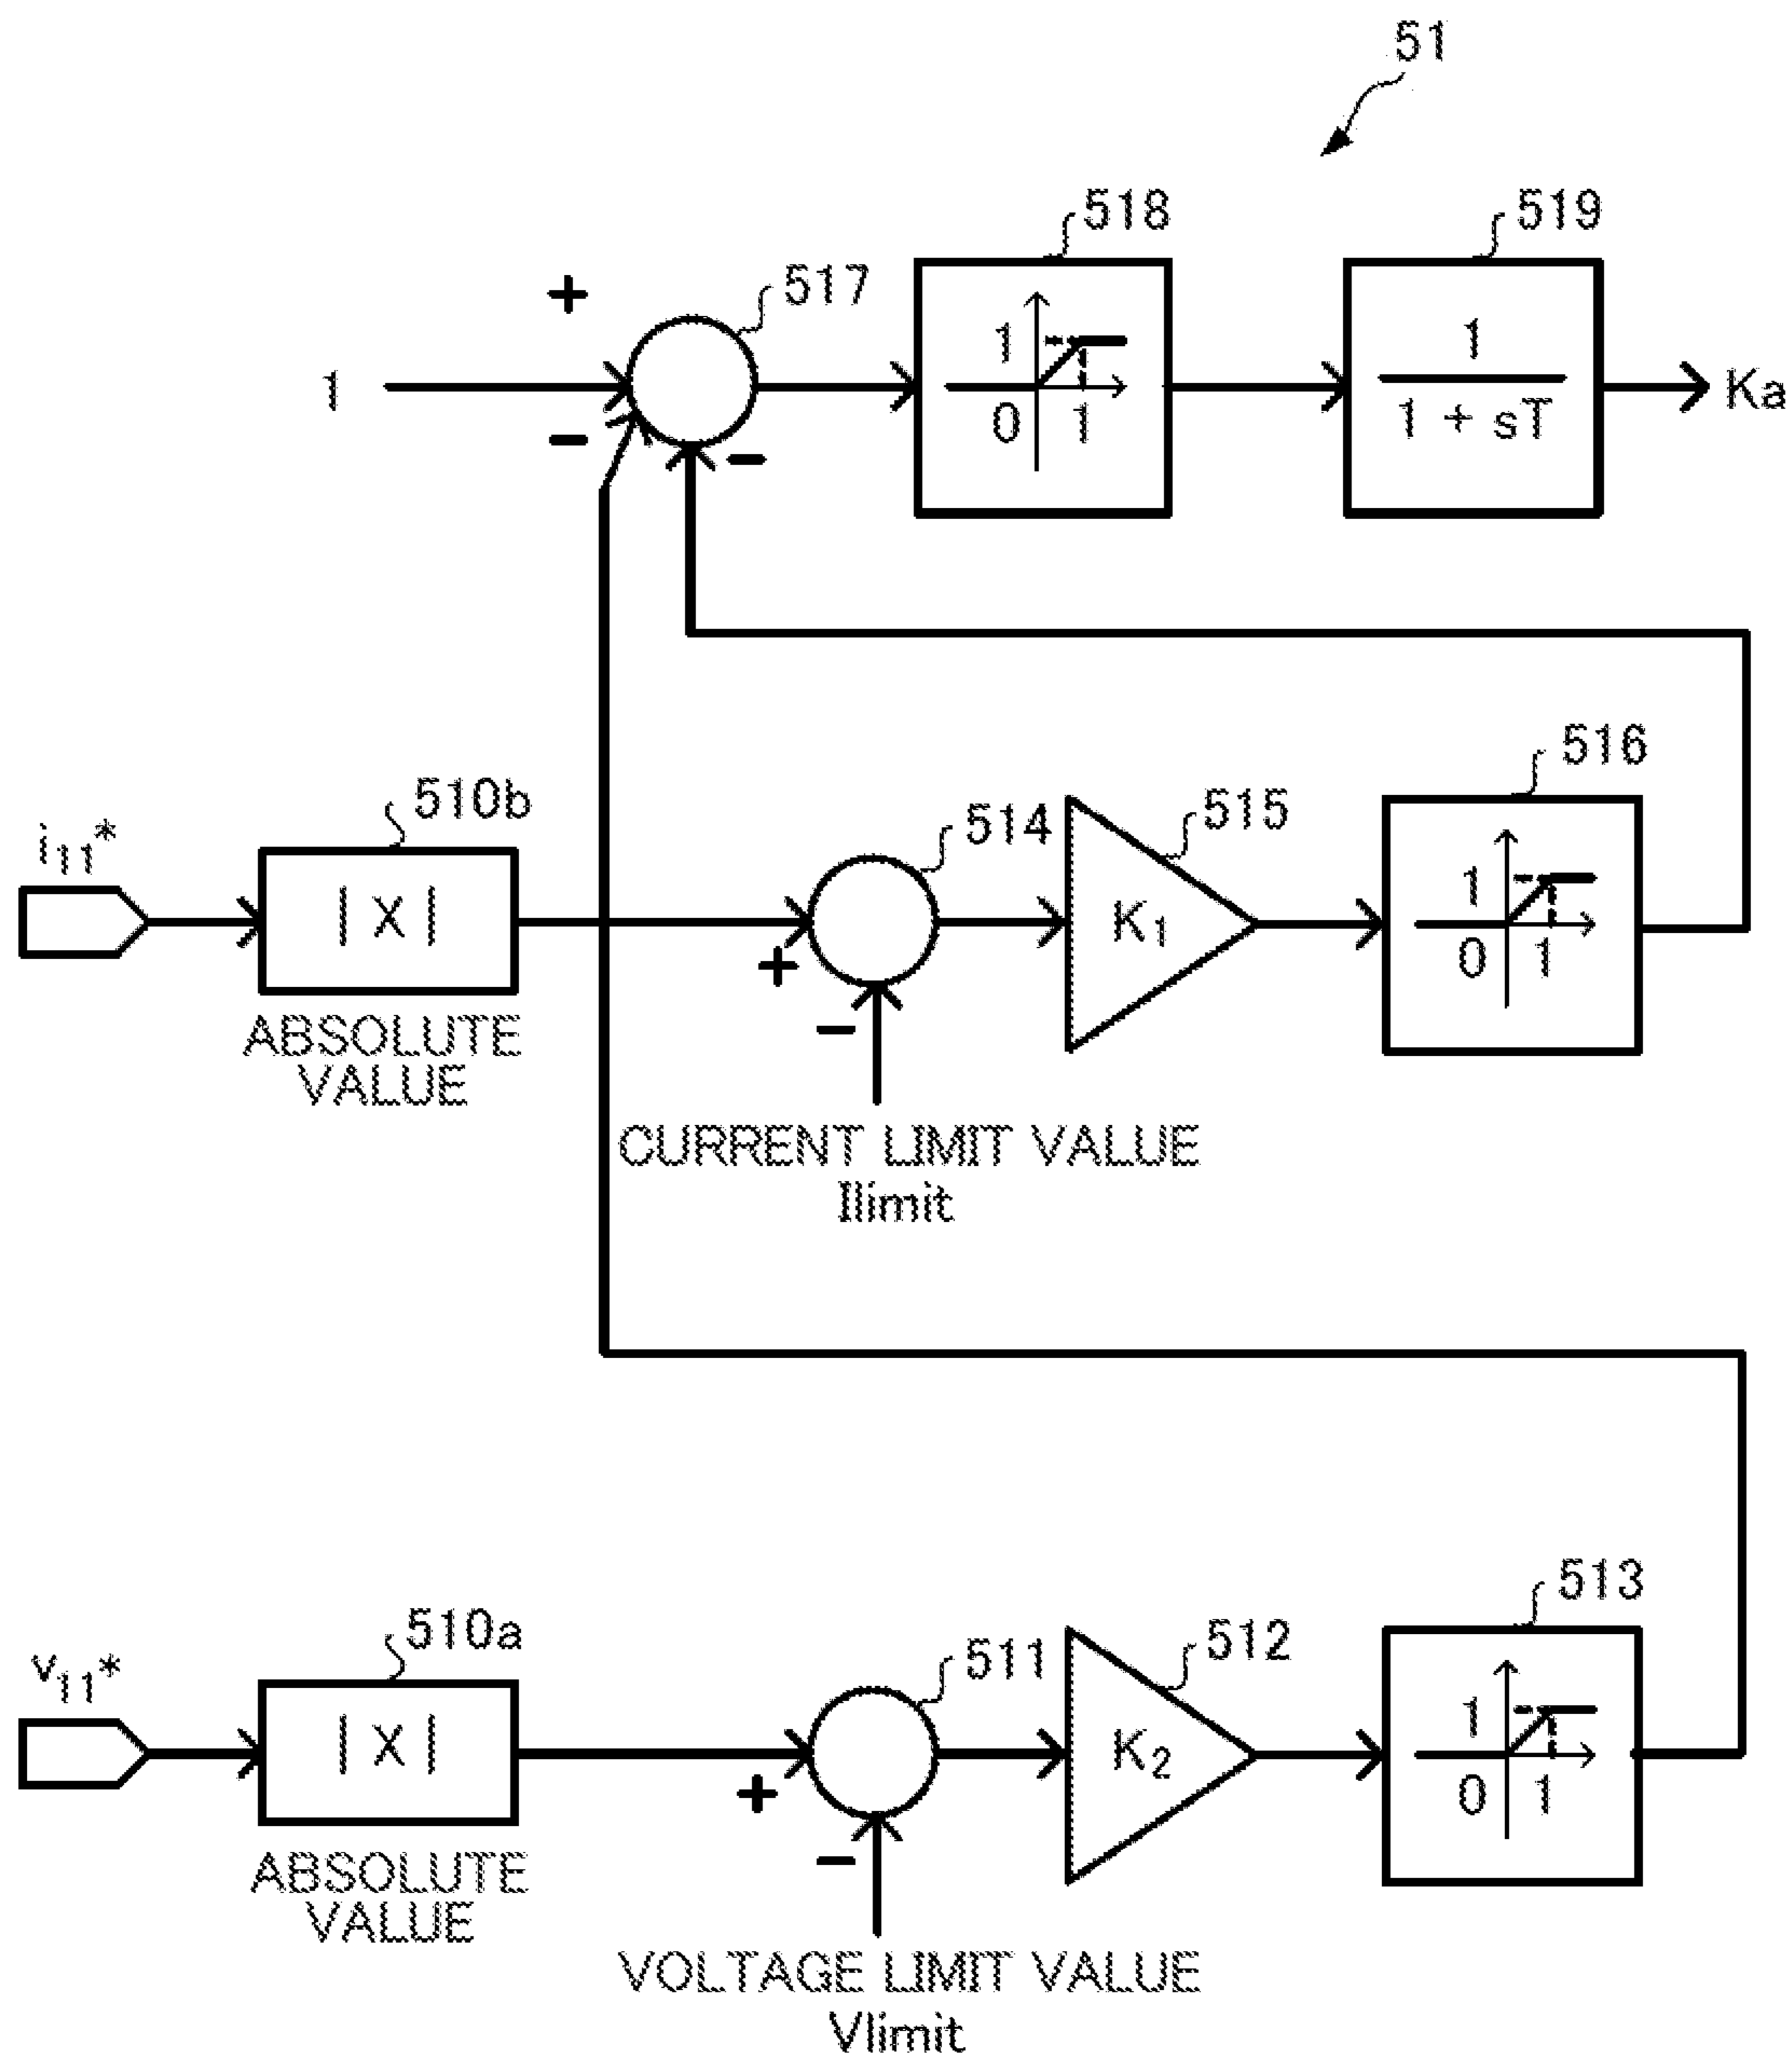 51
518
519
517
+
1
0 1
1
1 + sT
Ka
1
−
−
516
510b
i11*
514
515
| X |
K1
1
0 1
+
−
ABSOLUTE
VALUE
CURRENT LIMIT VALUE
Ilimit
513
510a
v11*
511
512
| X |
K2
1
0 1
+
−
ABSOLUTE
VALUE
VOLTAGE LIMIT VALUE
Vlimit